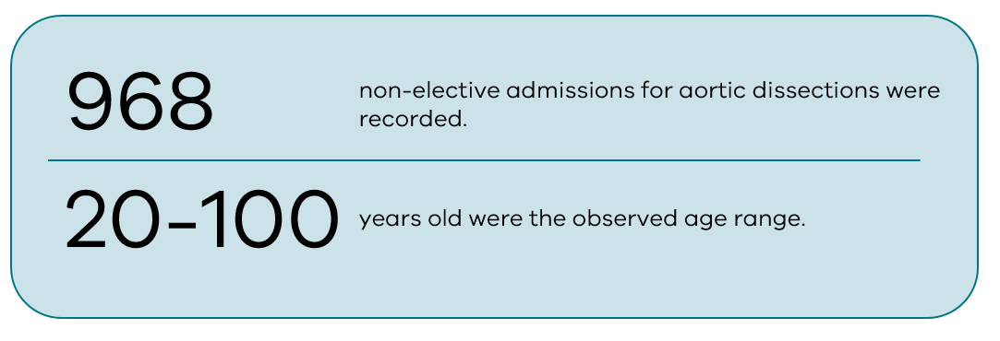 968
non-elective admissions for aortic dissections were
recorded.
20-100
years old were the observed age range.